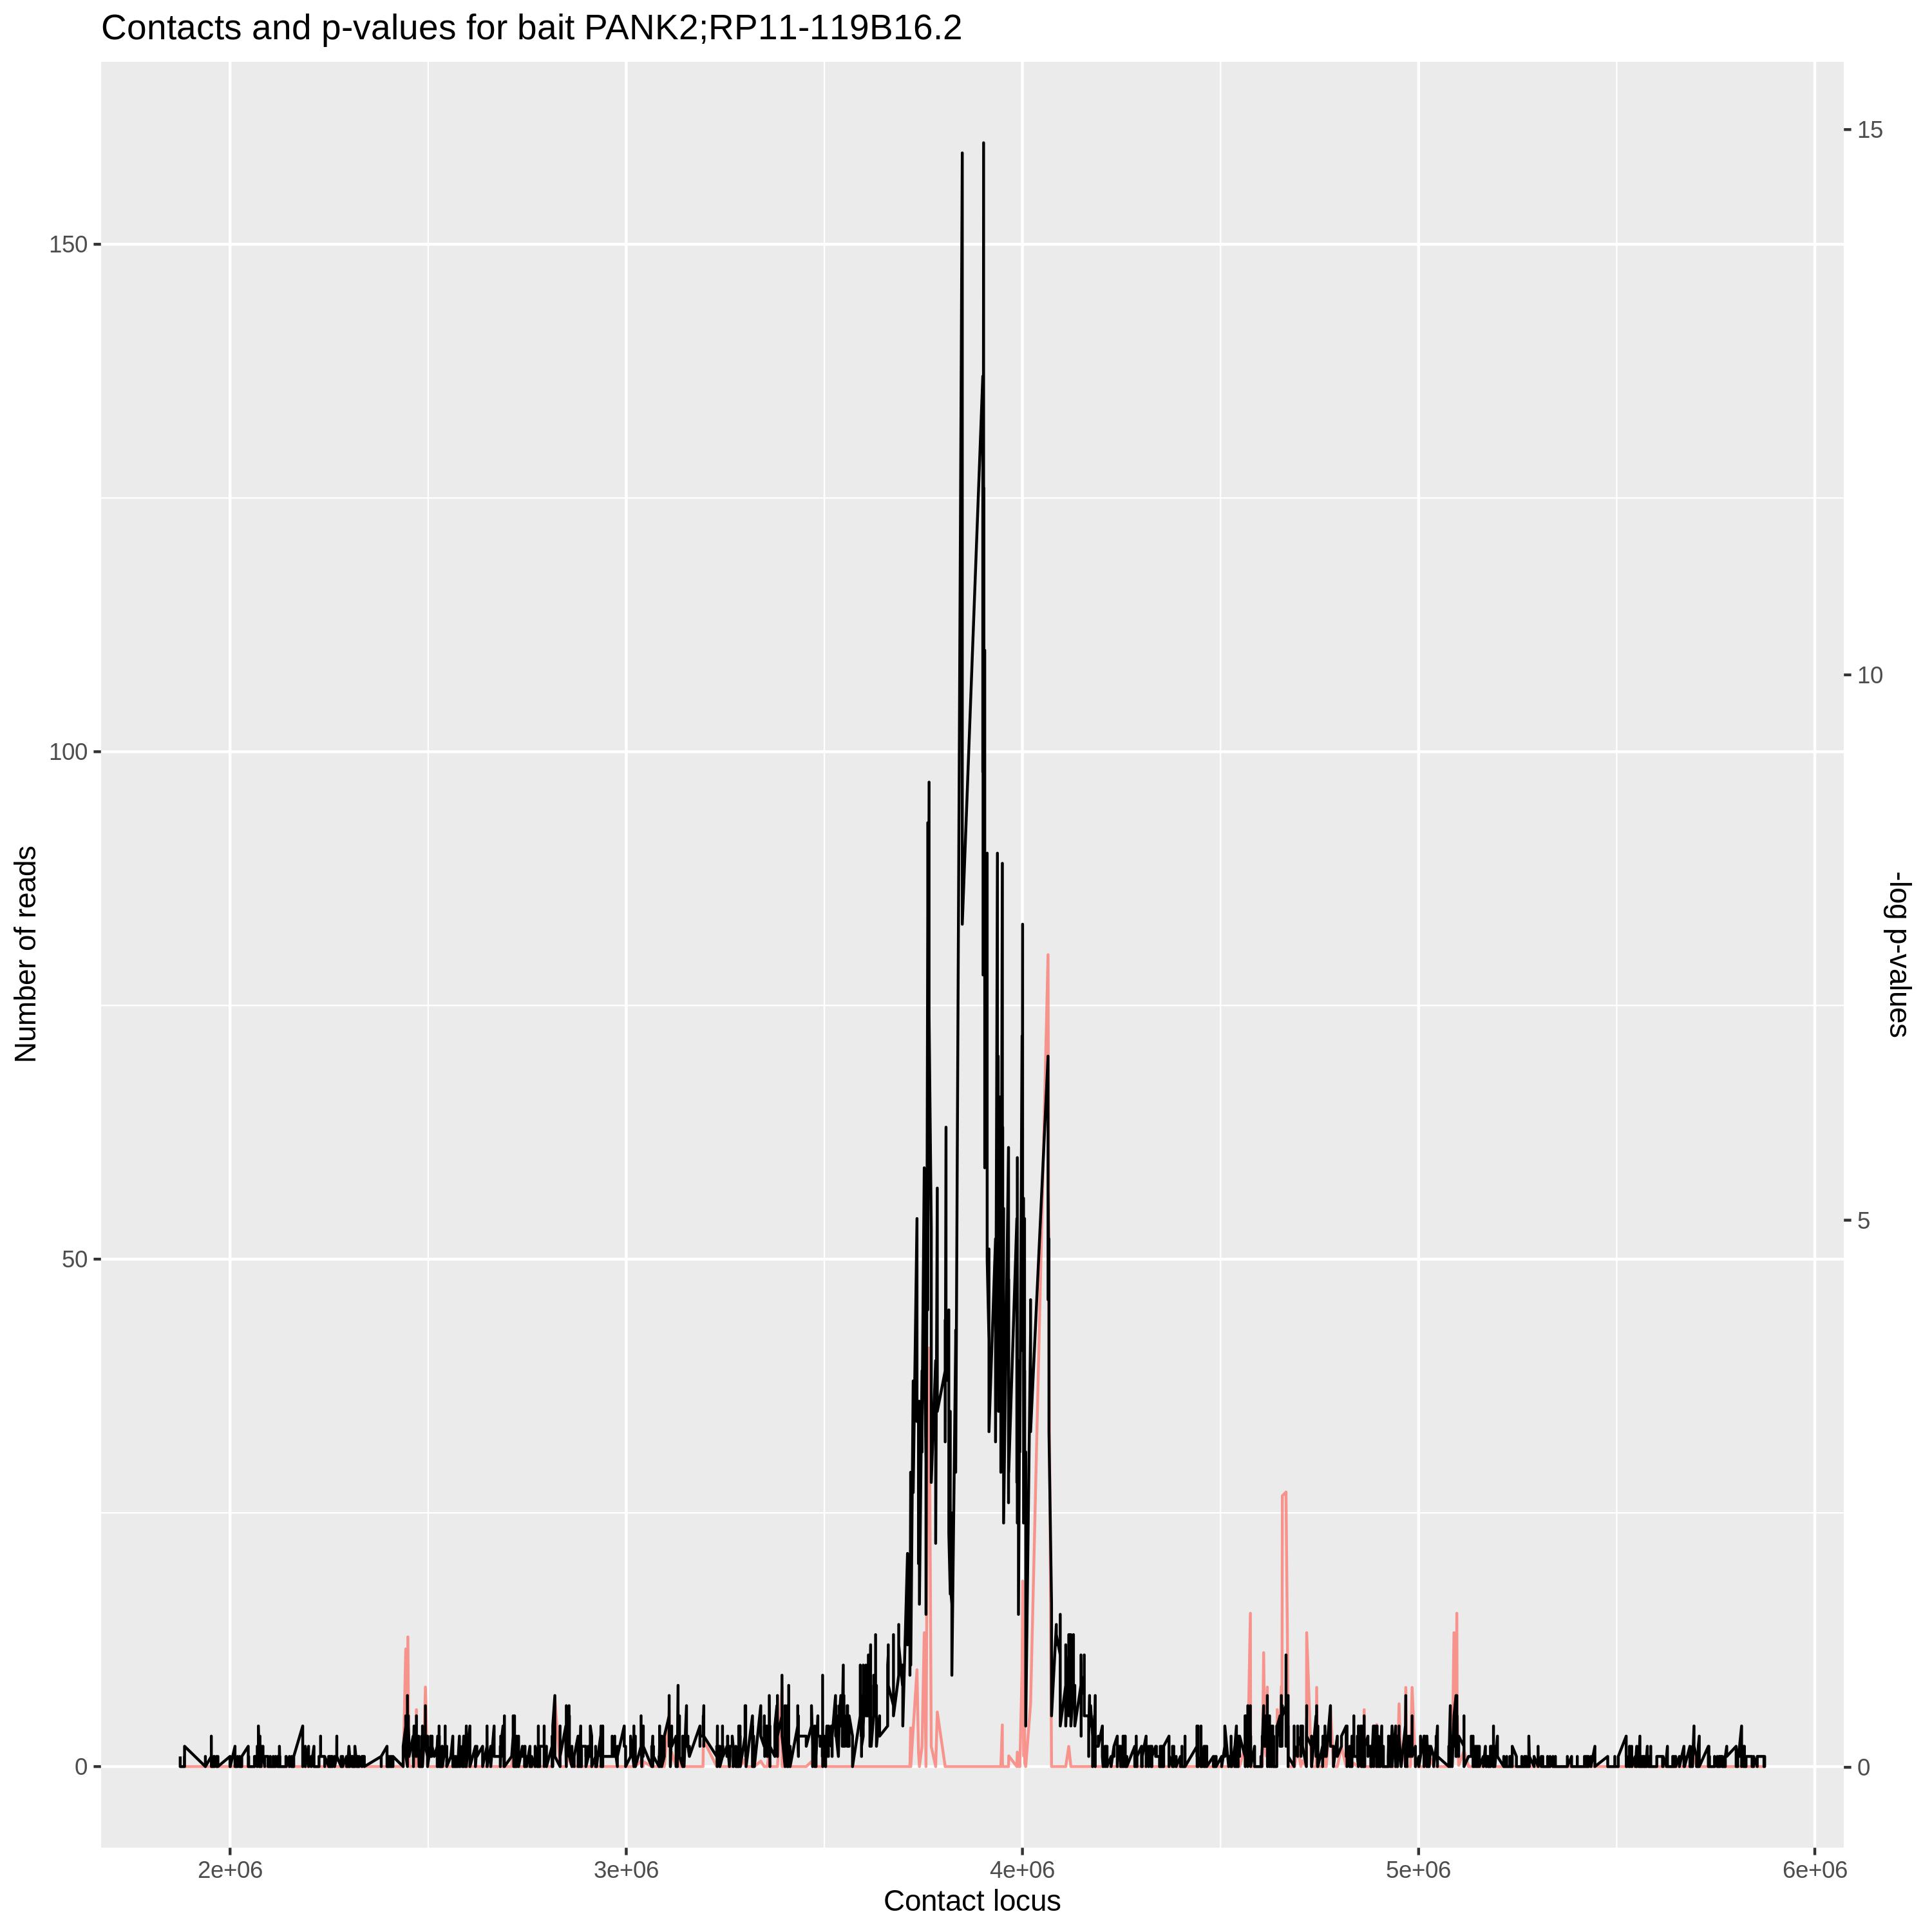 Contacts and p-values for bait PANK2;RP11-119B16.2
Number of reads
150
100
50
0
15
10
5
0
-log p-values
2e+06
3e+06
4e+06
5e+06
6e+06
Contact locus